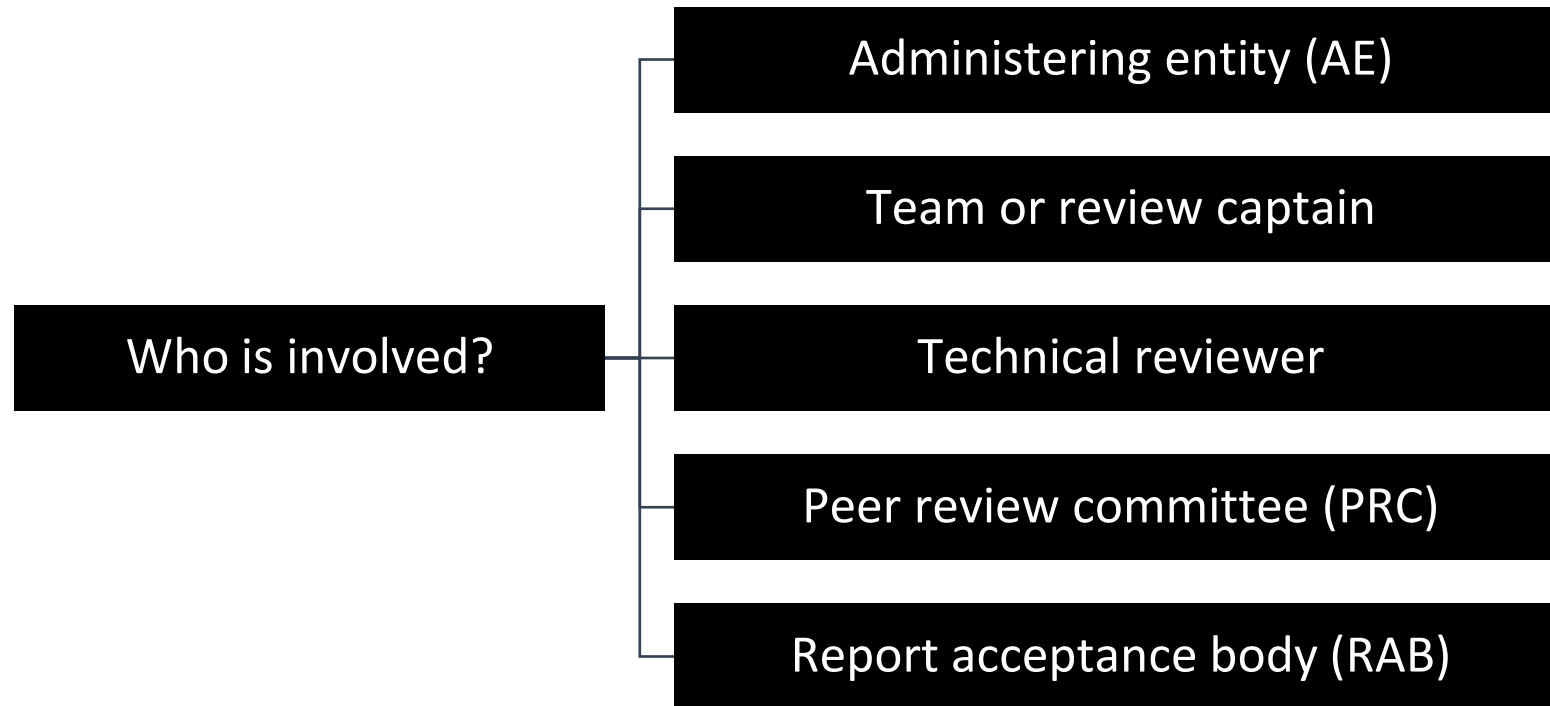 Who is involved?
Administering entity (AE)
Team or review captain
Technical reviewer
Peer review committee (PRC)
Report acceptance body (RAB)